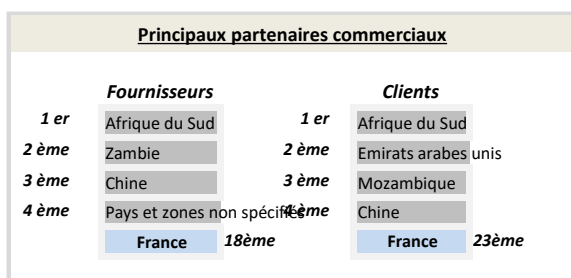 Principaux partenaires commerciaux
Fournisseurs Clients
1 er Afrique du Sud 1 er Afrique du Sud
2 ème Zambie 2 ème Emirats arabes unis
3 ème Chine 3 ème Mozambique
4 ème Pays et zones non spécifiés 4 ème Chine
France 18ème France 23ème